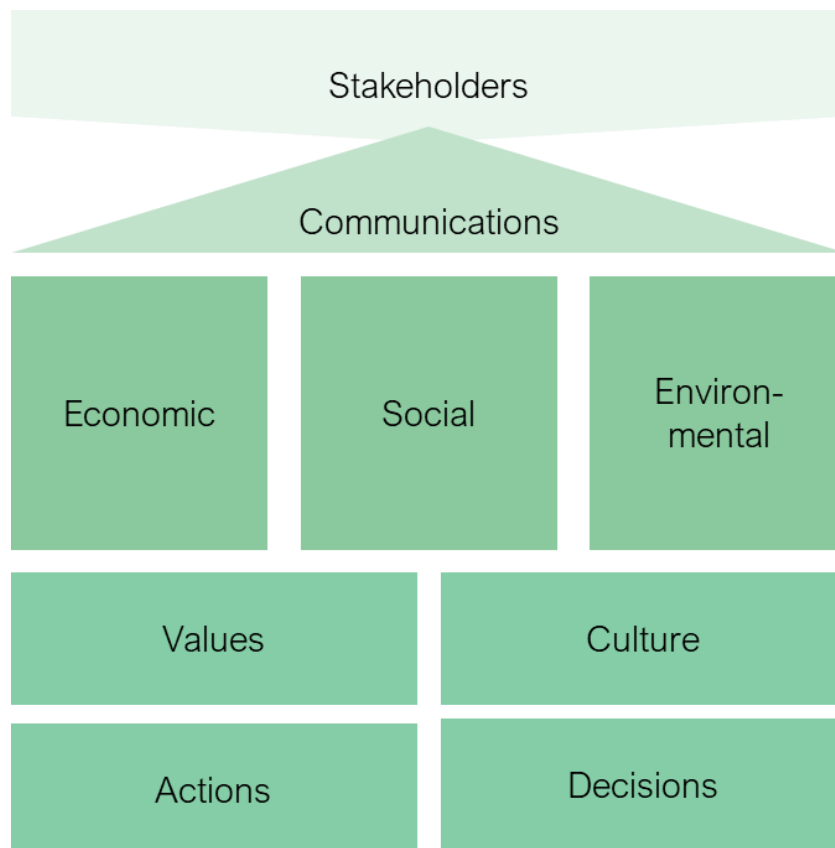 Stakeholders
Communications
Economic
Social
Environ-
mental
Values
Culture
Actions
Decisions